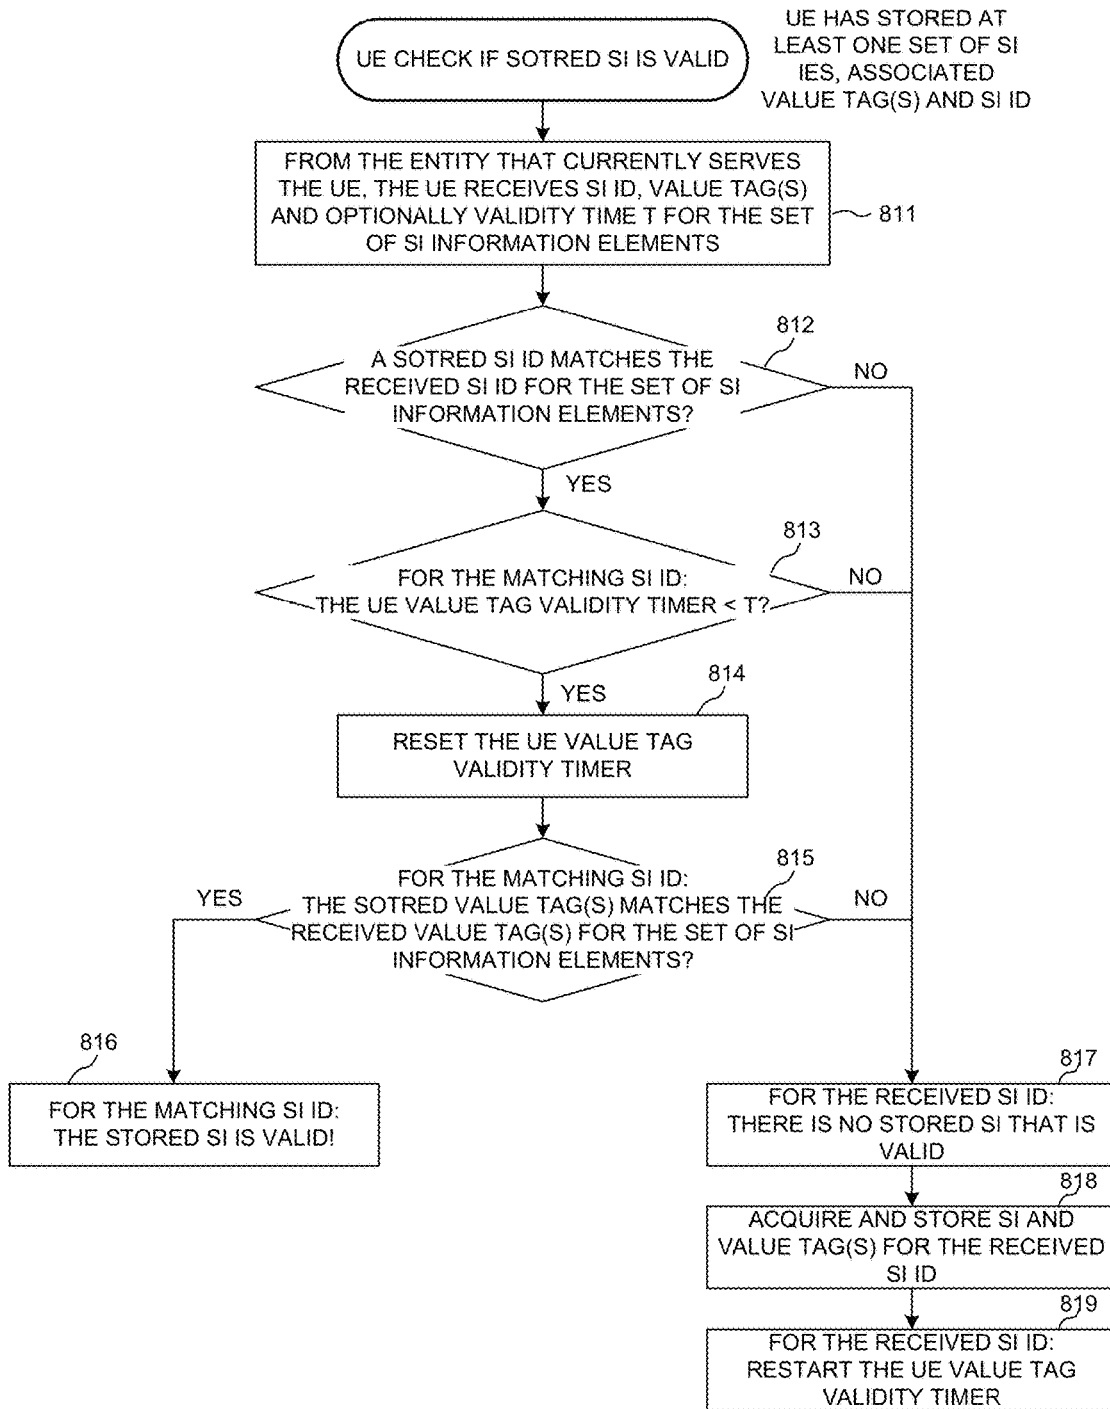 UE CHECK IF SOTRED SI IS VALID
UE HAS STORED AT
LEAST ONE SET OF SI
IES, ASSOCIATED
VALUE TAG(S) AND SI ID
FROM THE ENTITY THAT CURRENTLY SERVES
THE UE, THE UE RECEIVES SI ID, VALUE TAG(S)
AND OPTIONALLY VALIDITY TIME T FOR THE SET
OF SI INFORMATION ELEMENTS
811
812
A SOTRED SI ID MATCHES THE
RECEIVED SI ID FOR THE SET OF SI
INFORMATION ELEMENTS?
NO
YES
813
FOR THE MATCHING SI ID:
THE UE VALUE TAG VALIDITY TIMER < T?
NO
YES
814
RESET THE UE VALUE TAG
VALIDITY TIMER
815
FOR THE MATCHING SI ID:
THE SOTRED VALUE TAG(S) MATCHES THE
RECEIVED VALUE TAG(S) FOR THE SET OF SI
INFORMATION ELEMENTS?
YES
NO
816
FOR THE MATCHING SI ID:
THE STORED SI IS VALID!
817
FOR THE RECEIVED SI ID:
THERE IS NO STORED SI THAT IS
VALID
818
ACQUIRE AND STORE SI AND
VALUE TAG(S) FOR THE RECEIVED
SI ID
819
FOR THE RECEIVED SI ID:
RESTART THE UE VALUE TAG
VALIDITY TIMER